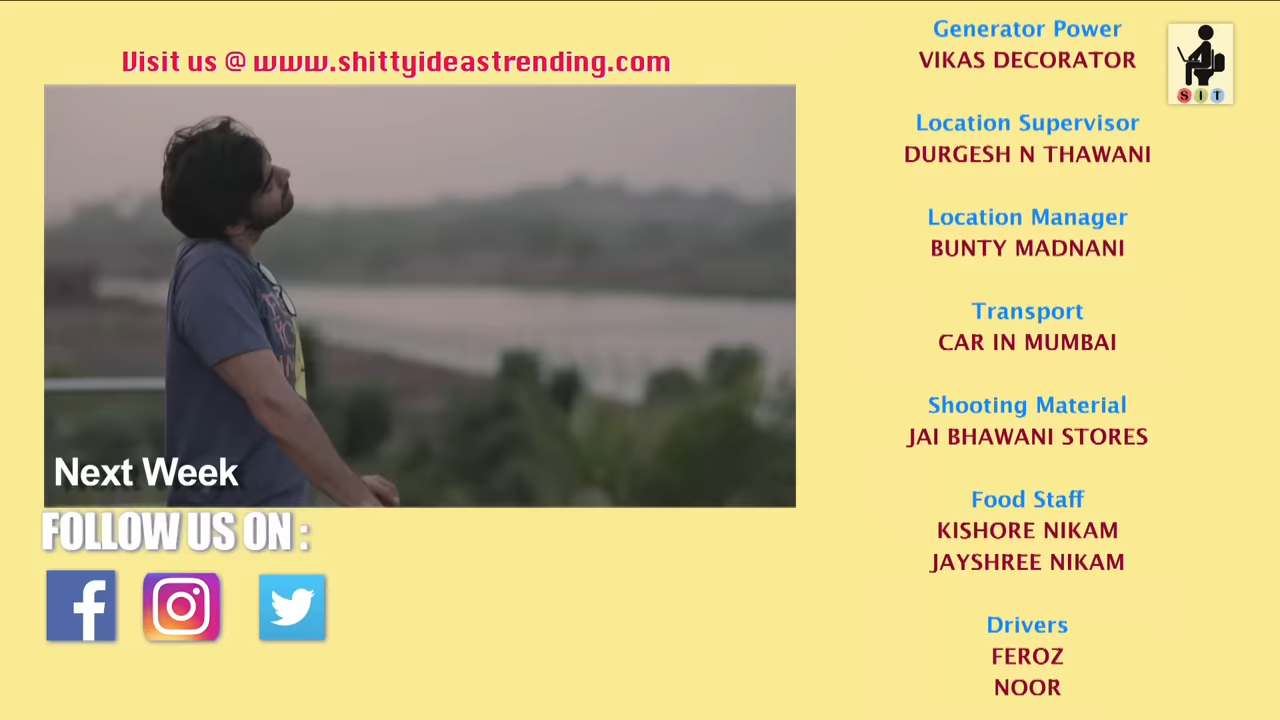 Visit us @ www.shittyideastrending.com
Next Week
FOLLOW US ON :
Generator Power
VIKAS DECORATOR
Location Supervisor
DURGESH N THAWANI
Location Manager
BUNTY MADNANI
Transport
CAR IN MUMBAI
Shooting Material
JAI BHAWANI STORES
Food Staff
KISHORE NIKAM
JAYSHREE NIKAM
Drivers
FEROZ
NOOR
S I T